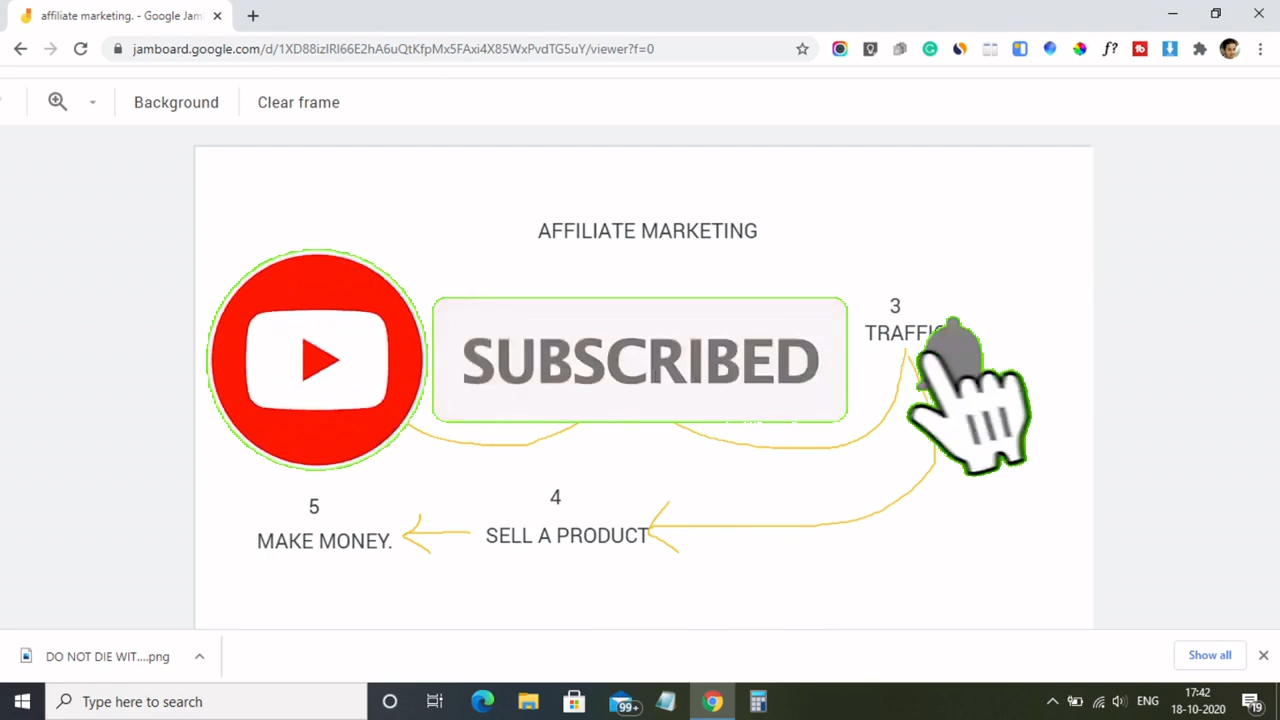 affiliate marketing. - Google Jam
jamboard.google.com/d/1XD88izIRl66E2hA6uQtKfpMx5FAxi4X85WxPvdTG5uY/viewer?f=0
Background
Clear frame
AFFILIATE MARKETING
3
TRAFFIC
SUBSCRIBED
4
SELL A PRODUCT
5
MAKE MONEY.
DO NOT DIE WIT....png
Show all
Type here to search
99+
ENG
17:42
18-10-2020
19